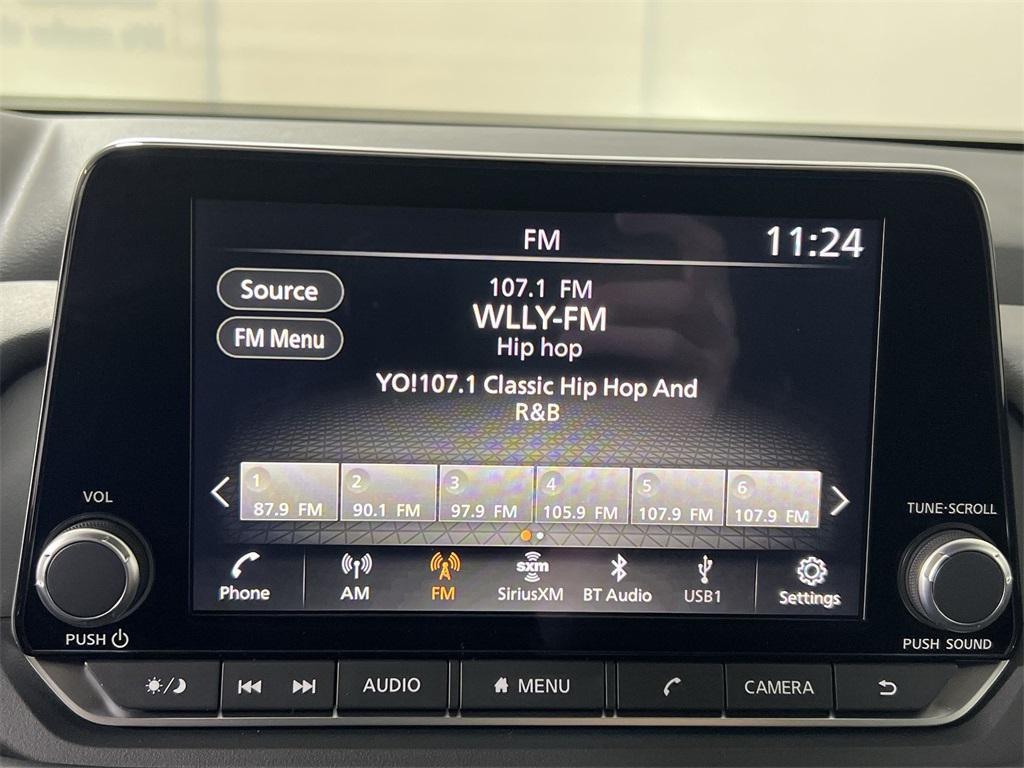 FM
11:24
Source
FM Menu
107.1 FM
WLLY-FM
Hip hop
YO!107.1 Classic Hip Hop And
R&B
1
87.9 FM
2
90.1 FM
3
97.9 FM
4
105.9 FM
5
107.9 FM
6
107.9 FM
Phone
AM
FM
sxm
SiriusXM
BT Audio
USB1
Settings
VOL
PUSH
TUNE·SCROLL
PUSH SOUND
AUDIO
MENU
CAMERA